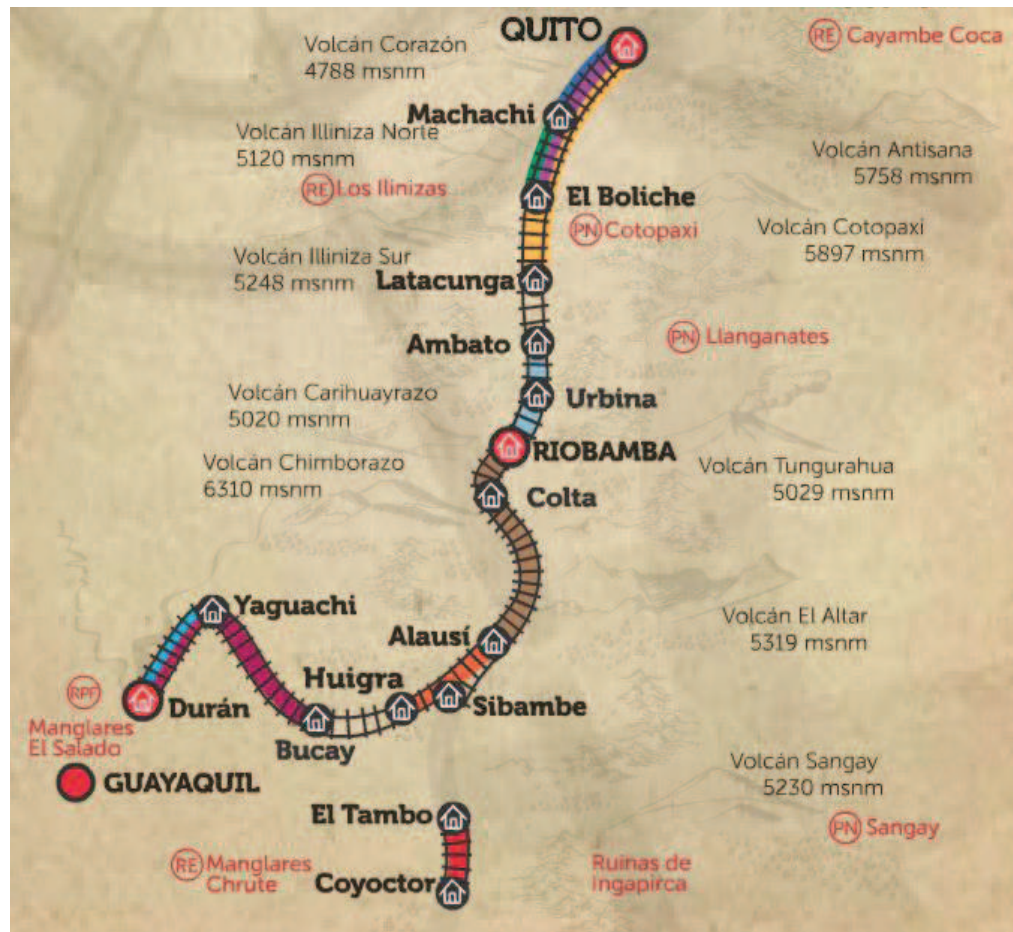 QUITO
RE Cayambe Coca
Volcán Corazón
4788 msnm
Machachi
Volcán Illiniza Norte
5120 msnm
Volcán Antisana
5758 msnm
RE Los Ilinizas
El Boliche
PN Cotopaxi
Volcán Cotopaxi
5897 msnm
Volcán Illiniza Sur
5248 msnm
Latacunga
Ambato
PN Llanganates
Volcán Carihuayrazo
5020 msnm
Urbina
RIOBAMBA
Volcán Chimborazo
6310 msnm
Volcán Tungurahua
5029 msnm
Colta
Yaguachi
Alausí
Volcán El Altar
5319 msnm
Huigra
RPF
Manglares
El Salado
Durán
Sibambe
Bucay
GUAYAQUIL
Volcán Sangay
5230 msnm
El Tambo
PN Sangay
RE Manglares
Chrute
Coyoctor
Ruinas de
Ingapirca